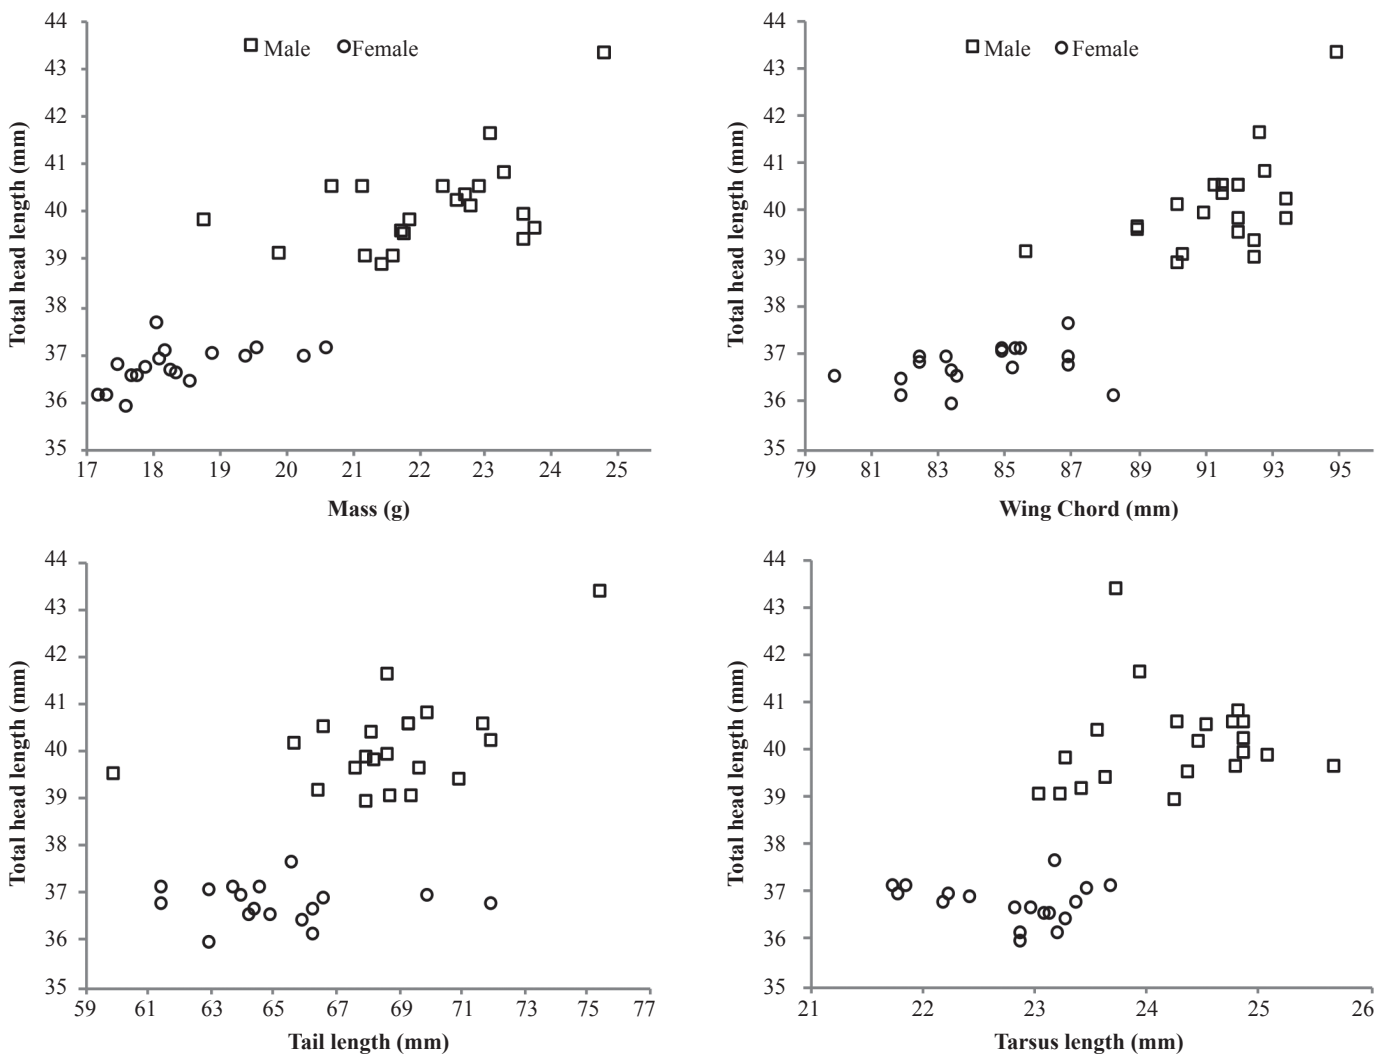 44
43
42
41
40
39
38
37
36
35
Total head length (mm)
Male Female
17 18 19 20 21 22 23 24 25
Mass (g)
44
43
42
41
40
39
38
37
36
35
Total head length (mm)
Male Female
79 81 83 85 87 89 91 93 95
Wing Chord (mm)
44
43
42
41
40
39
38
37
36
35
Total head length (mm)
59 61 63 65 67 69 71 73 75 77
Tail length (mm)
44
43
42
41
40
39
38
37
36
35
Total head length (mm)
21 22 23 24 25 26
Tarsus length (mm)